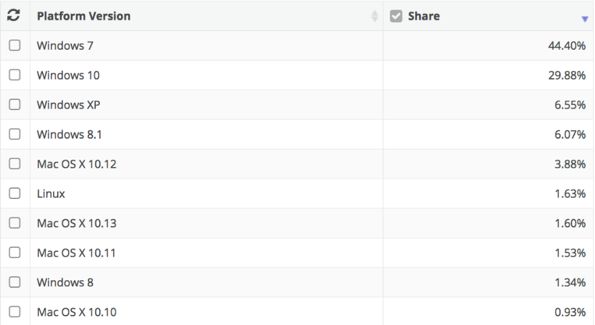 Platform Version Share
Windows 7 44.40%
Windows 10 29.88%
Windows XP 6.55%
Windows 8.1 6.07%
Mac OS X 10.12 3.88%
Linux 1.63%
Mac OS X 10.13 1.60%
Mac OS X 10.11 1.53%
Windows 8 1.34%
Mac OS X 10.10 0.93%